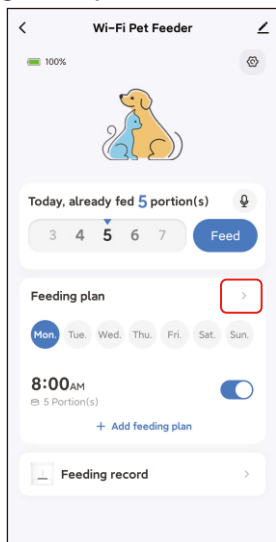 Wi-Fi Pet Feeder
100%
Today, already fed 5 portion(s)
3 4 5 6 7 Feed
Feeding plan
Mon. Tue. Wed. Thu. Fri. Sat. Sun.
8:00AM
5 Portion(s)
+ Add feeding plan
Feeding record